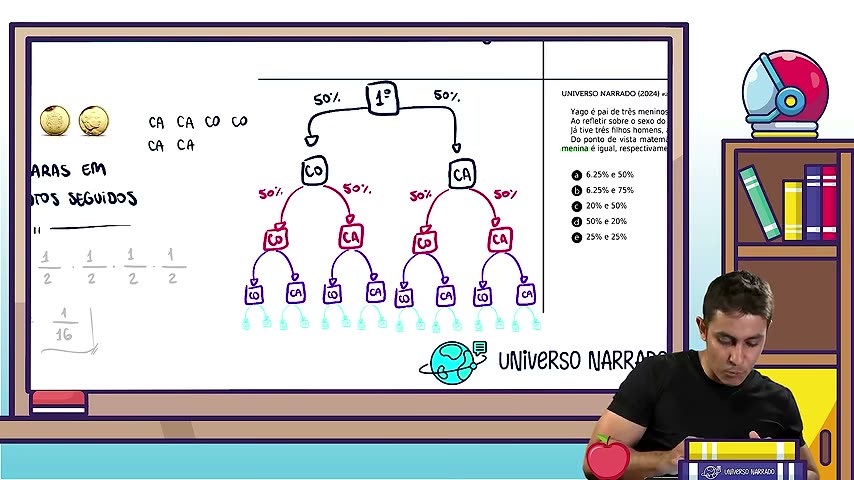 CA CA CO CO
CA CA
ARAS EM
TOS SEGUIDOS
1/2 · 1/2 · 1/2 · 1/2
1/16
1º
50% 50%
CO CA
50% 50% 50% 50%
CO CA CO CA
CO CA CO CA CO CA CO CA
UNIVERSO NARRADO (2024)
Yago é pai de três meninos
Ao refletir sobre o sexo do
Já tive três filhos homens,
Do ponto de vista matemá
menina é igual, respectivame
a 6.25% e 50%
b 6.25% e 75%
c 20% e 50%
d 50% e 20%
e 25% e 25%
UNIVERSO NARRADO
UNIVERSO NARRADO